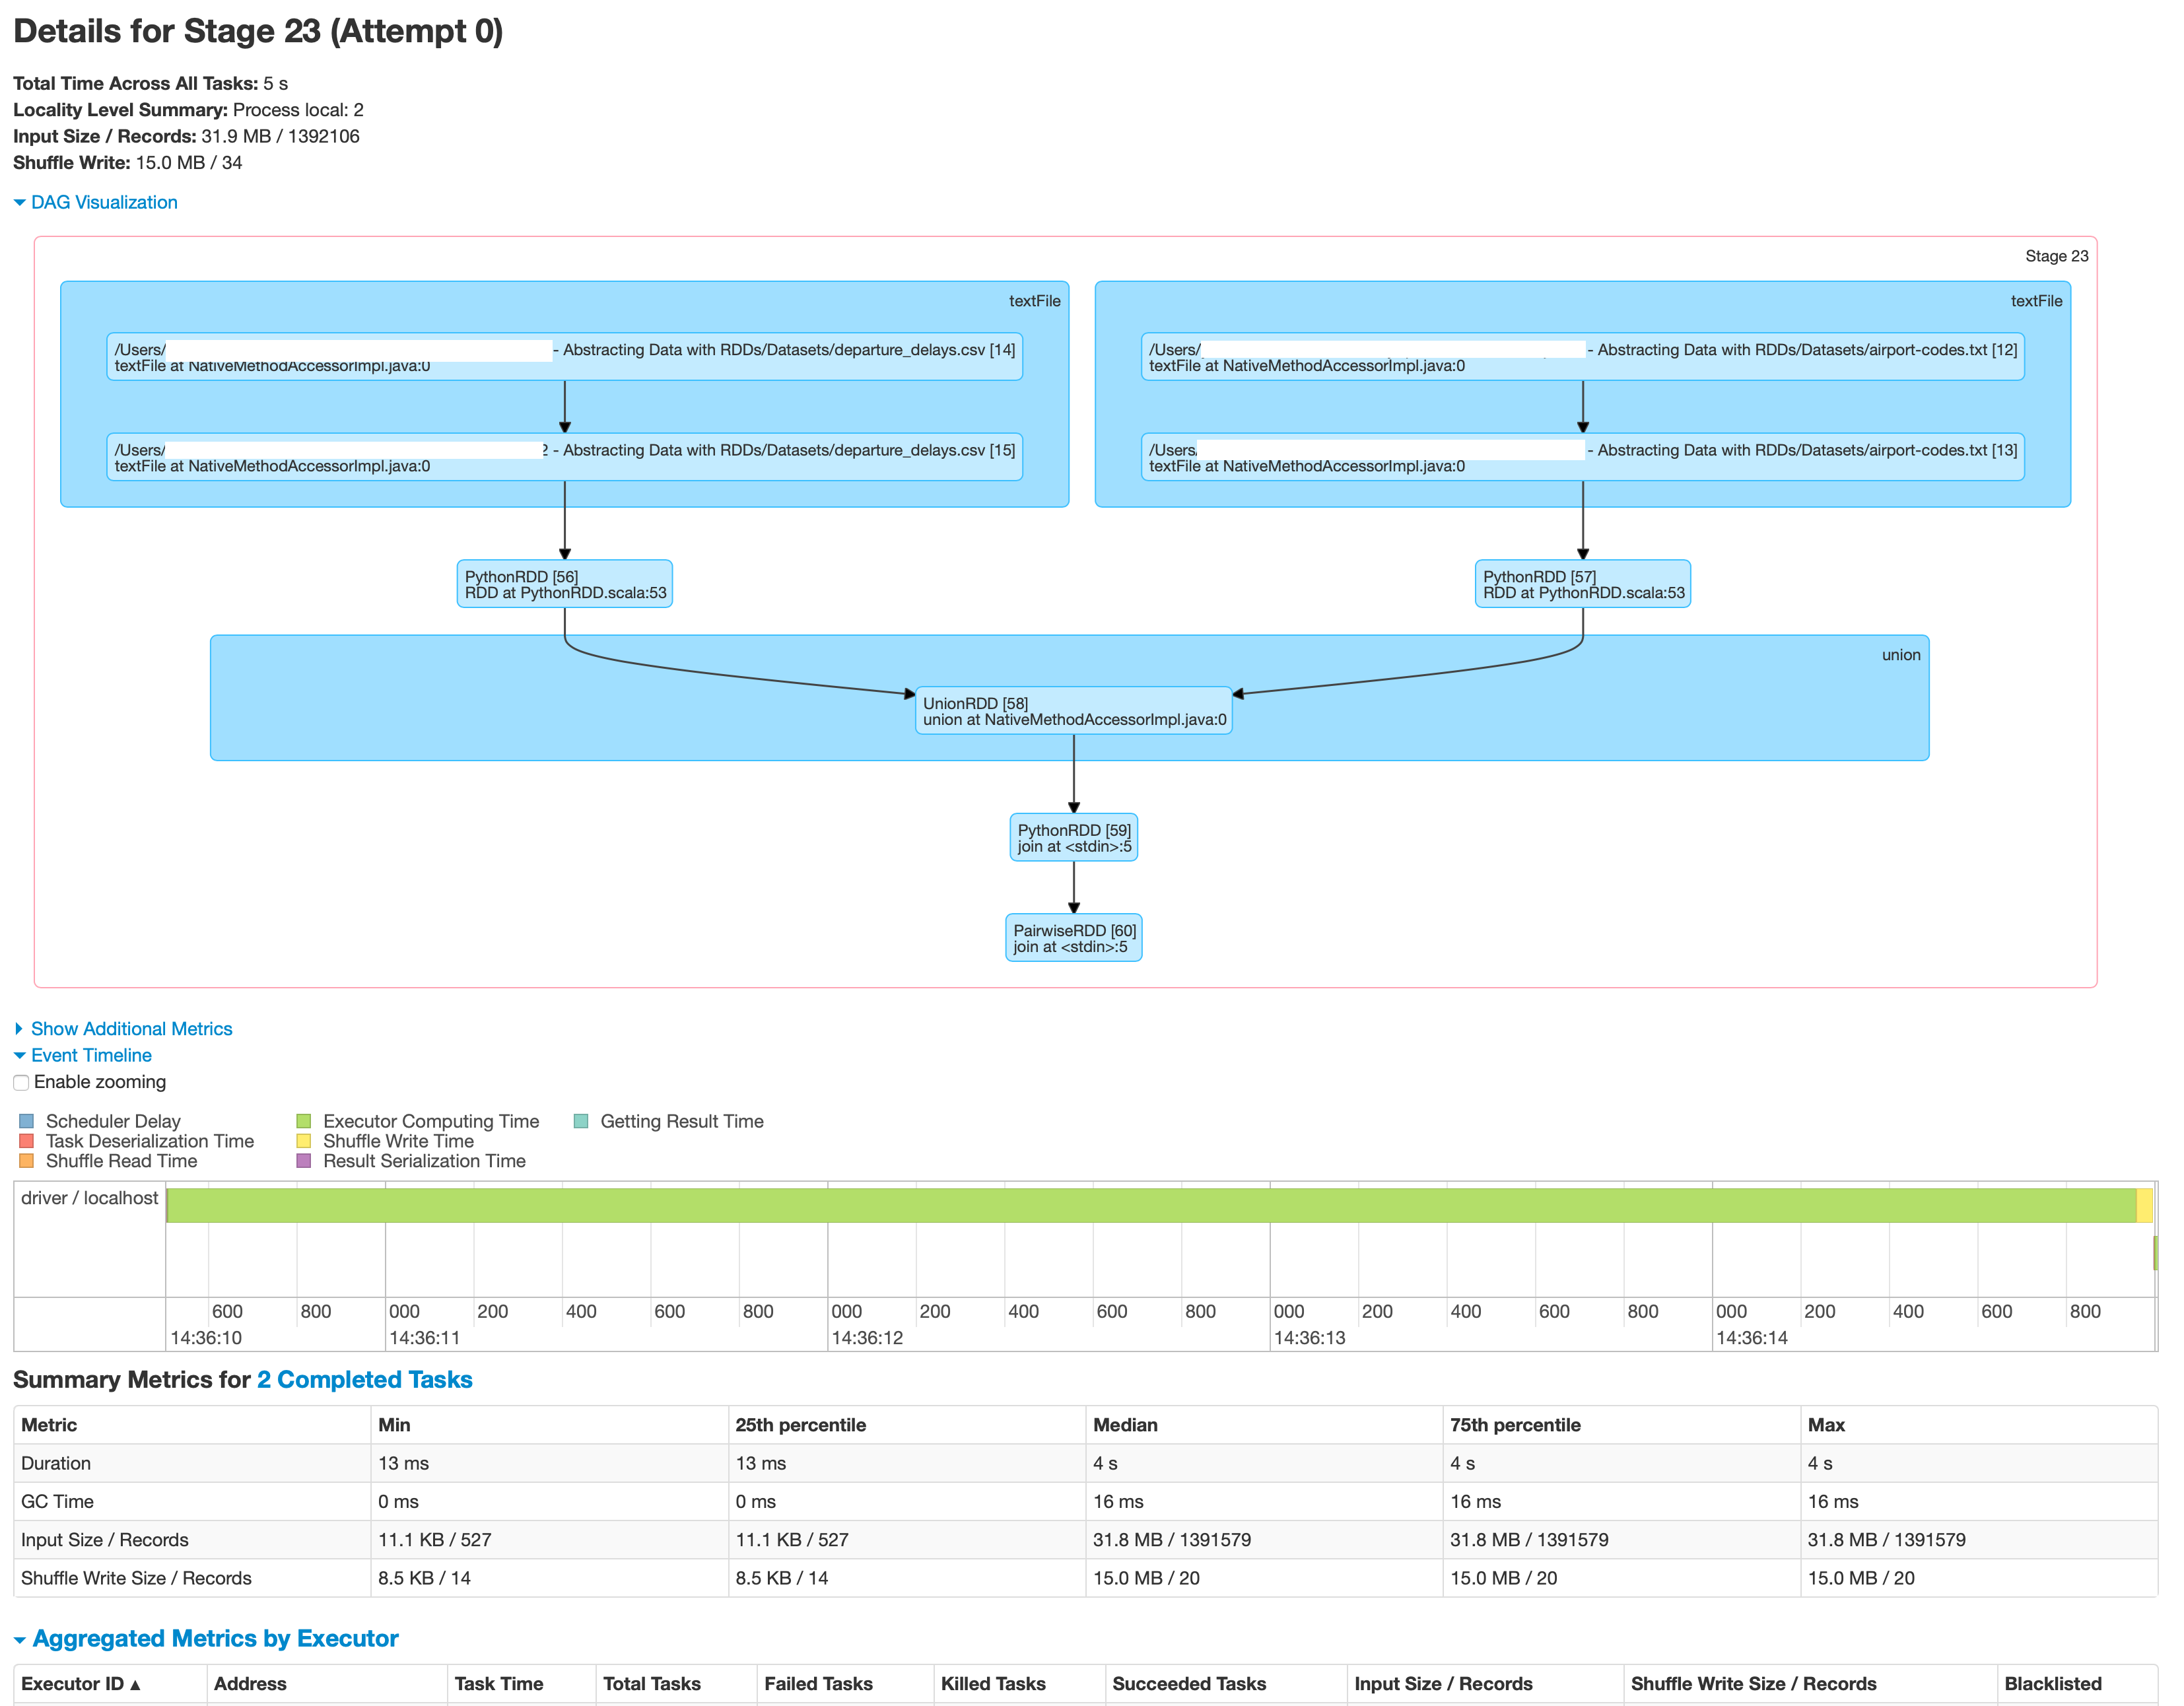 Details for Stage 23 (Attempt 0)
Total Time Across All Tasks: 5 s
Locality Level Summary: Process local: 2
Input Size / Records: 31.9 MB / 1392106
Shuffle Write: 15.0 MB / 34
DAG Visualization
Stage 23
textFile
/Users/ - Abstracting Data with RDDs/Datasets/departure_delays.csv [14]
textFile at NativeMethodAccessorImpl.java:0
/Users/ 2 - Abstracting Data with RDDs/Datasets/departure_delays.csv [15]
textFile at NativeMethodAccessorImpl.java:0
textFile
/Users/ - Abstracting Data with RDDs/Datasets/airport-codes.txt [12]
textFile at NativeMethodAccessorImpl.java:0
/Users/ - Abstracting Data with RDDs/Datasets/airport-codes.txt [13]
textFile at NativeMethodAccessorImpl.java:0
PythonRDD [56]
RDD at PythonRDD.scala:53
PythonRDD [57]
RDD at PythonRDD.scala:53
union
UnionRDD [58]
union at NativeMethodAccessorImpl.java:0
PythonRDD [59]
join at <stdin>:5
PairwiseRDD [60]
join at <stdin>:5
Show Additional Metrics
Event Timeline
Enable zooming
Scheduler Delay Executor Computing Time Getting Result Time
Task Deserialization Time Shuffle Write Time
Shuffle Read Time Result Serialization Time
driver / localhost
600 800 000 200 400 600 800 000 200 400 600 800 000 200 400 600 800 000 200 400 600 800
14:36:10 14:36:11 14:36:12 14:36:13 14:36:14
Summary Metrics for 2 Completed Tasks
Metric Min 25th percentile Median 75th percentile Max
Duration 13 ms 13 ms 4 s 4 s 4 s
GC Time 0 ms 0 ms 16 ms 16 ms 16 ms
Input Size / Records 11.1 KB / 527 11.1 KB / 527 31.8 MB / 1391579 31.8 MB / 1391579 31.8 MB / 1391579
Shuffle Write Size / Records 8.5 KB / 14 8.5 KB / 14 15.0 MB / 20 15.0 MB / 20 15.0 MB / 20
Aggregated Metrics by Executor
Executor ID ▲ Address Task Time Total Tasks Failed Tasks Killed Tasks Succeeded Tasks Input Size / Records Shuffle Write Size / Records Blacklisted